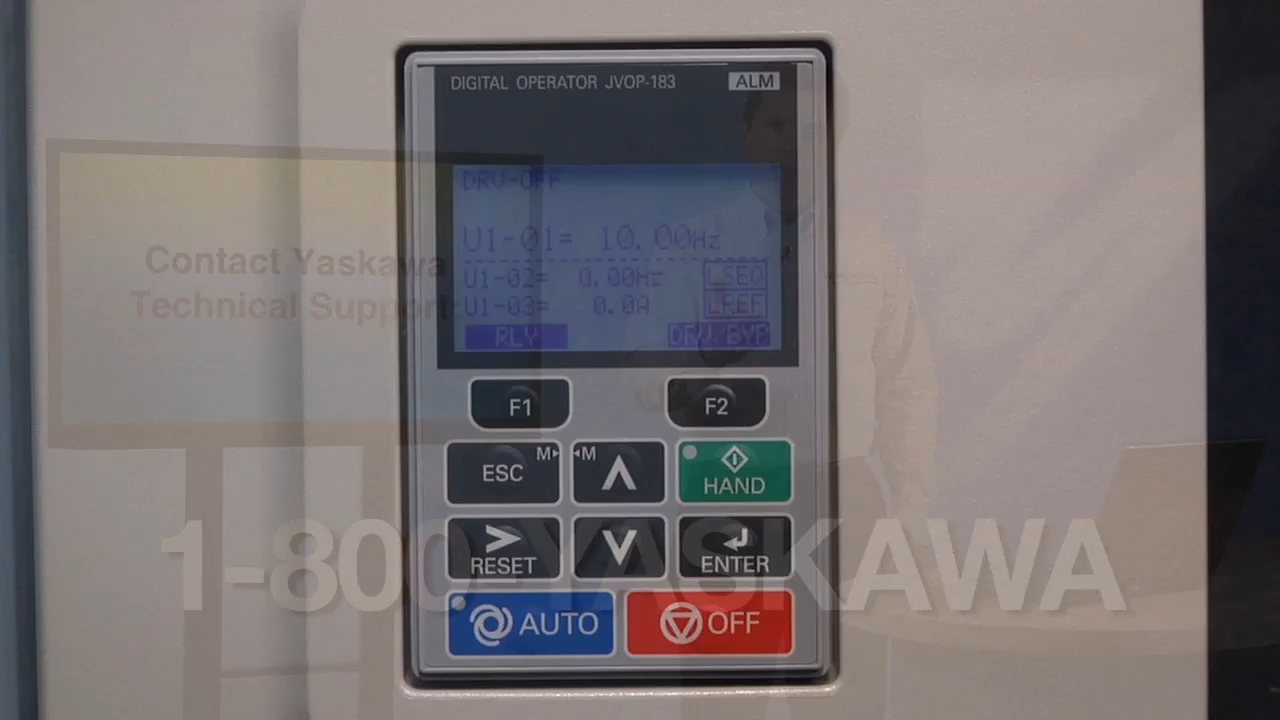 DIGITAL OPERATOR JVOP-183 ALM
DRV-OFF
U1-01= 10.00Hz
U1-02= 0.00Hz LSEQ
U1-03= 0.0A LREF
RLY DRV/BYP
Contact Yaskawa
Technical Support:
F1 F2
ESC M M HAND
RESET ENTER
1-800-YASKAWA
AUTO OFF